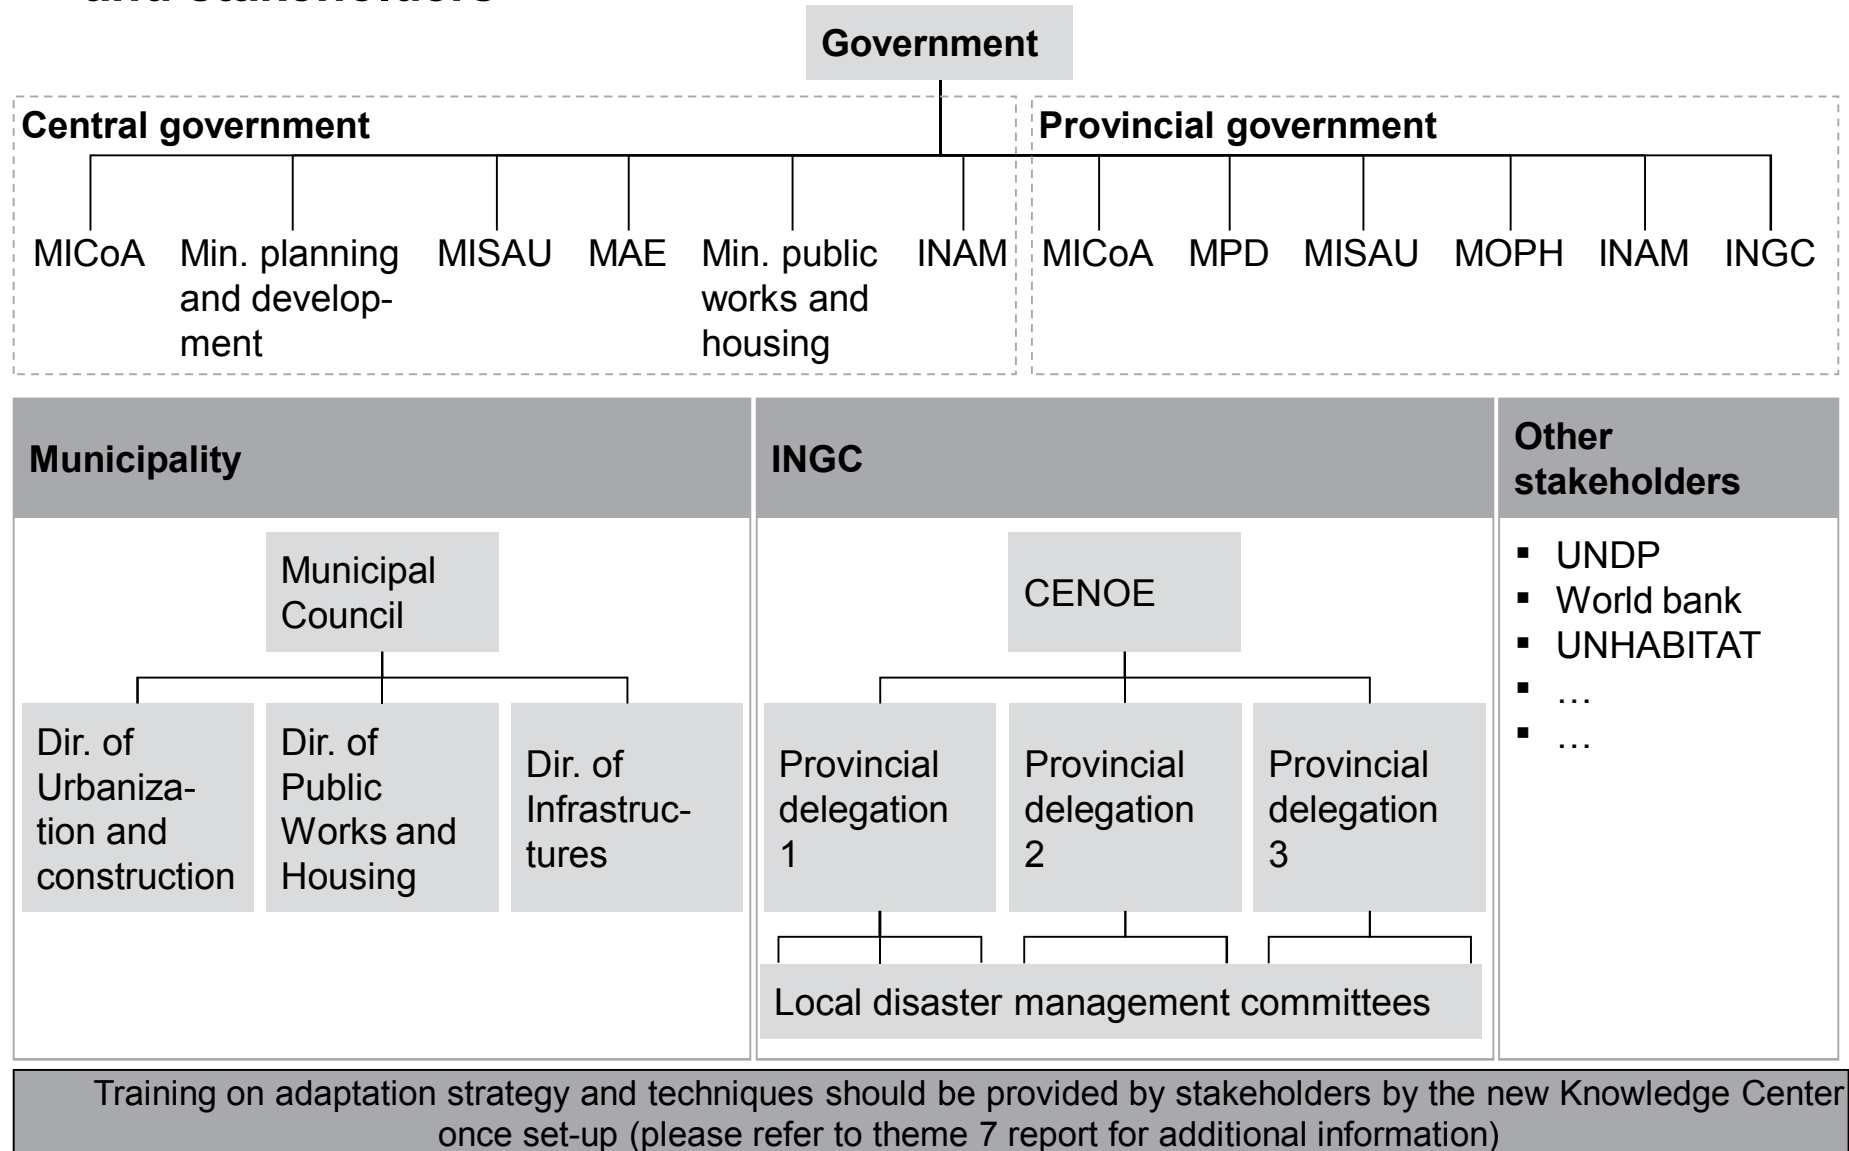 and stakeholders
Government
Central government
Provincial government
MICoA
Min. planning
and develop-
ment
MISAU
MAE
Min. public
works and
housing
INAM
MICoA
MPD
MISAU
MOPH
INAM
INGC
Municipality
Municipal
Council
Dir. of
Urbaniza-
tion and
construction
Dir. of
Public
Works and
Housing
Dir. of
Infrastruc-
tures
INGC
CENOE
Provincial
delegation
1
Provincial
delegation
2
Provincial
delegation
3
Local disaster management committees
Other
stakeholders
▪ UNDP
▪ World bank
▪ UNHABITAT
▪ …
▪ …
Training on adaptation strategy and techniques should be provided by stakeholders by the new Knowledge Center
once set-up (please refer to theme 7 report for additional information)